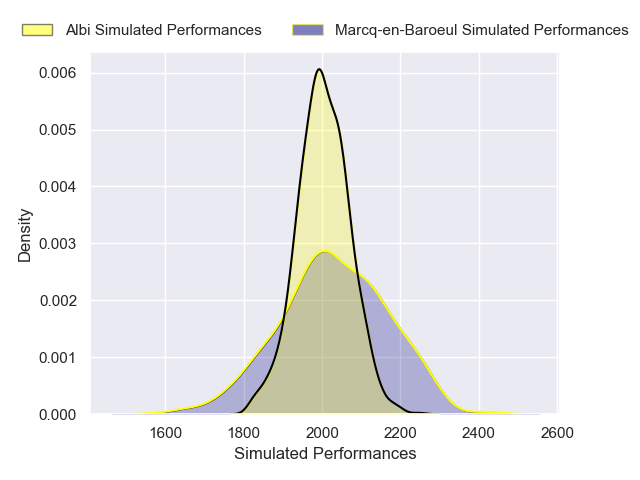 Albi Simulated Performances
Marcq-en-Baroeul Simulated Performances
0.006
0.005
0.004
0.003
0.002
0.001
0.000
Density
1600 1800 2000 2200 2400 2600
Simulated Performances